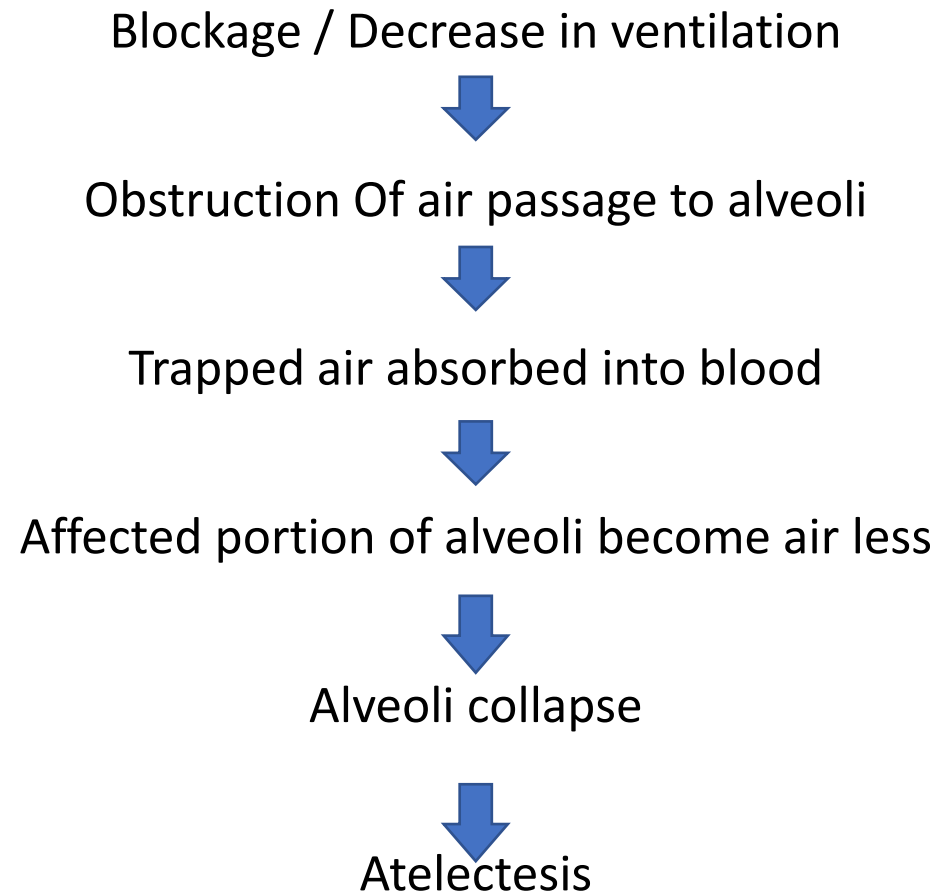 Blockage / Decrease in ventilation
Obstruction Of air passage to alveoli
Trapped air absorbed into blood
Affected portion of alveoli become air less
Alveoli collapse
Atelectesis